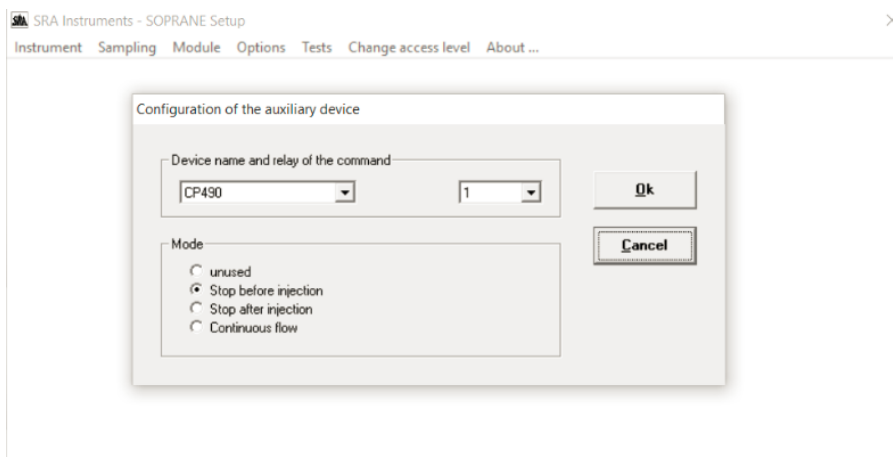 SRA SRA Instruments - SOPRANE Setup
Instrument Sampling Module Options Tests Change access level About ...
Configuration of the auxiliary device
Device name and relay of the command
CP490 1
Ok
Mode
Cancel
unused
Stop before injection
Stop after injection
Continuous flow